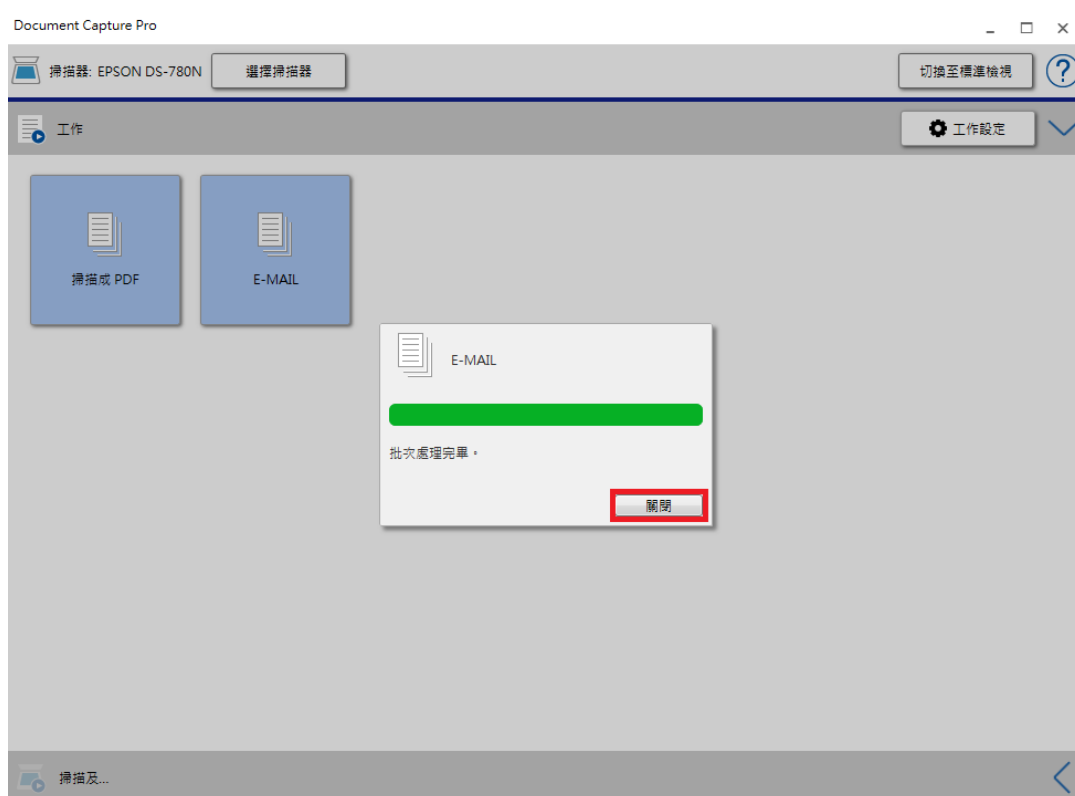 Document Capture Pro
掃描器: EPSON DS-780N 選擇掃描器 切換至標準檢視 ?
工作 工作設定
掃描成 PDF E-MAIL
E-MAIL
批次處理完畢。
關閉
掃描及...